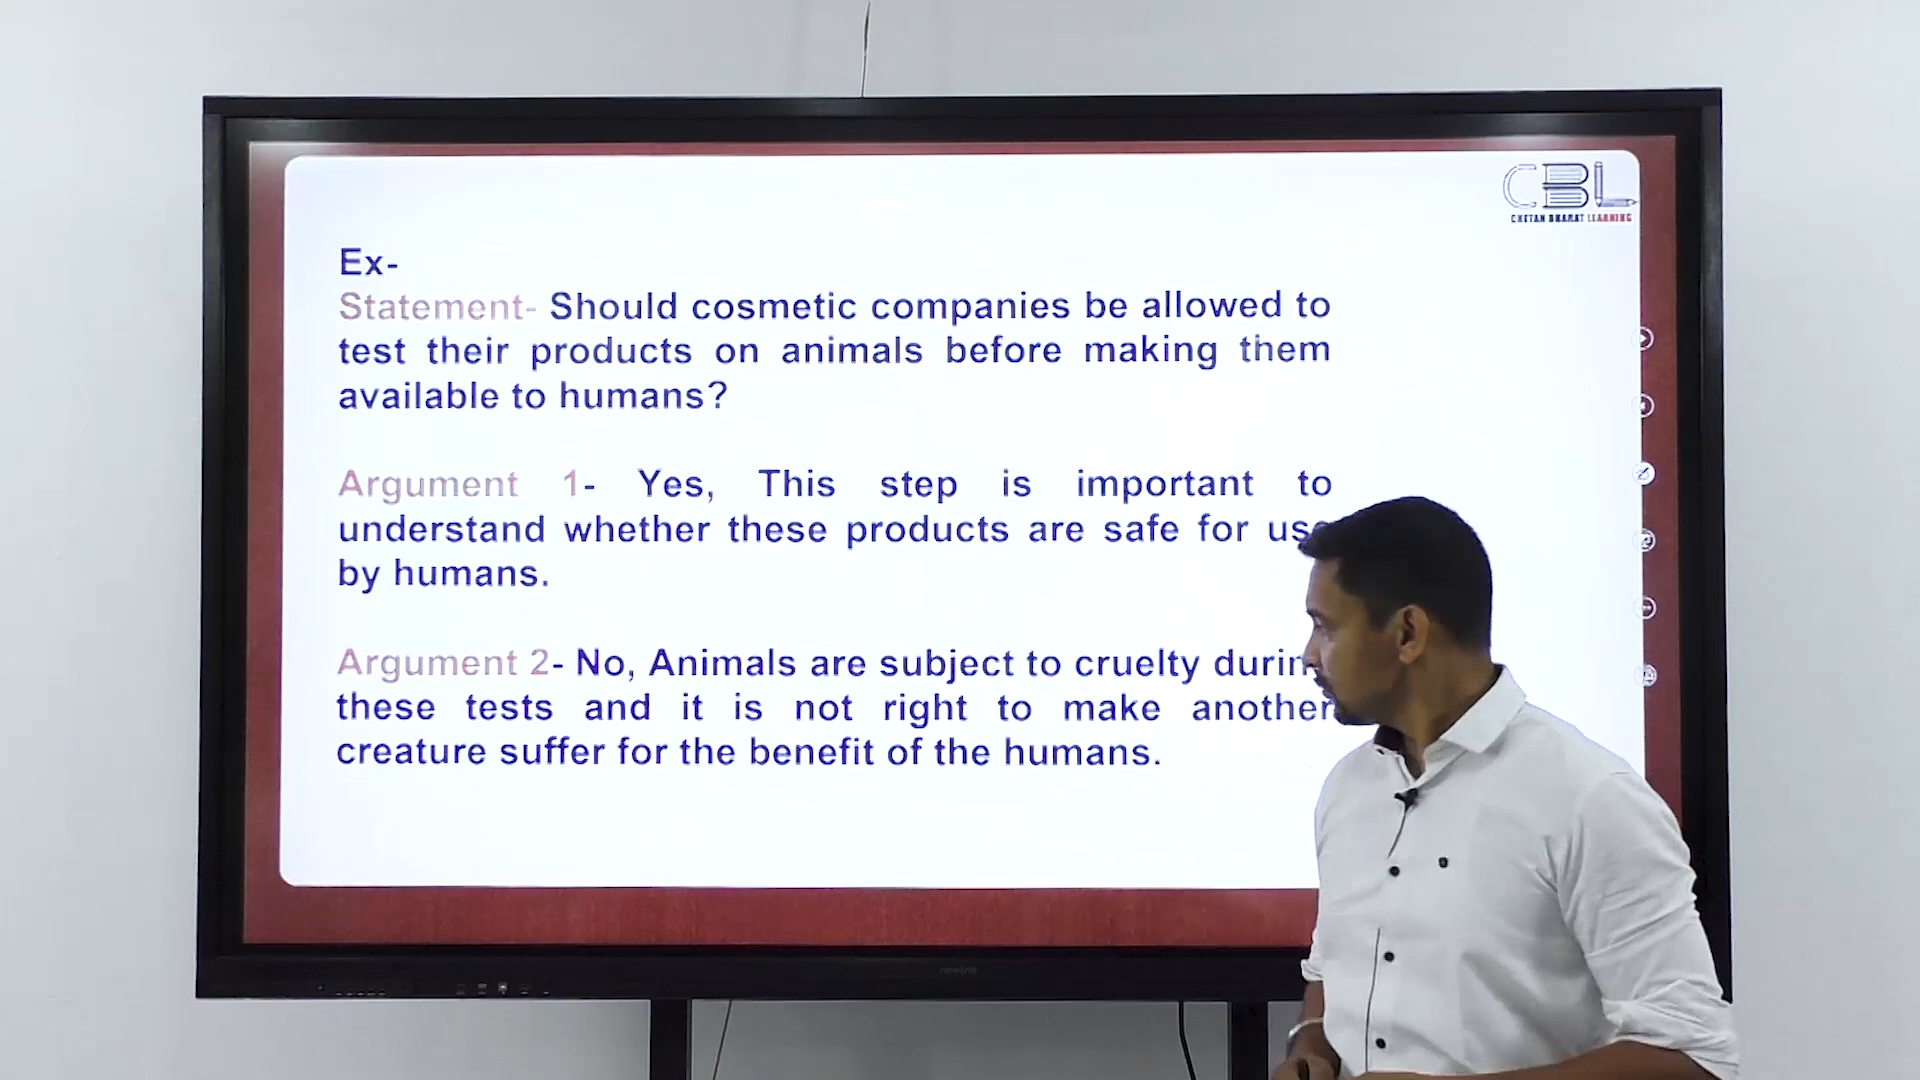 CBL
CHETAN BHARAT LEARNING
Ex-
Statement- Should cosmetic companies be allowed to
test their products on animals before making them
available to humans?
Argument 1- Yes, This step is important to
understand whether these products are safe for use
by humans.
Argument 2- No, Animals are subject to cruelty durin
these tests and it is not right to make another
creature suffer for the benefit of the humans.
newline